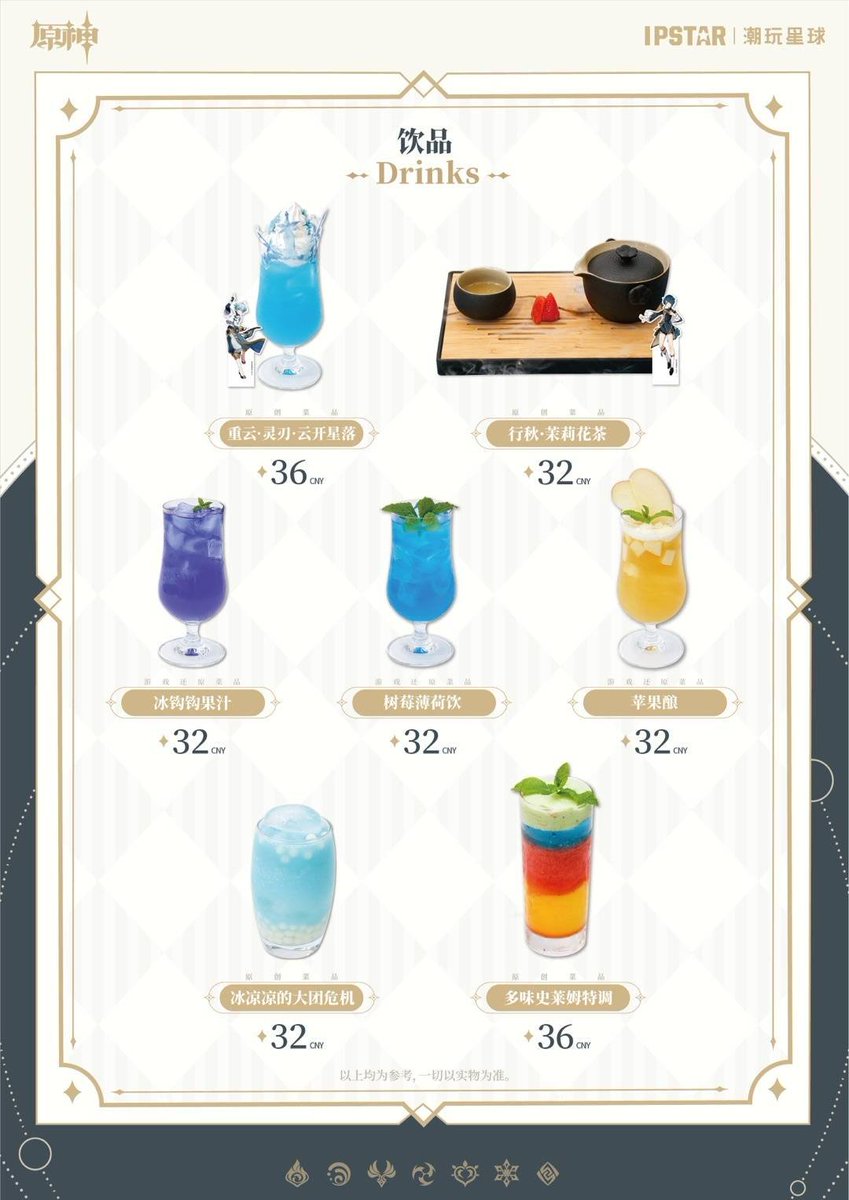 原神
IPSTAR | 潮玩星球
饮品
Drinks
原创菜品
重云·灵刃·云开星落
36 CNY
原创菜品
行秋·茉莉花茶
32 CNY
游戏还原菜品
冰钩钩果汁
32 CNY
游戏还原菜品
树莓薄荷饮
32 CNY
游戏还原菜品
苹果酿
32 CNY
原创菜品
冰凉凉的大团危机
32 CNY
原创菜品
多味史莱姆特调
36 CNY
以上均为参考,一切以实物为准。